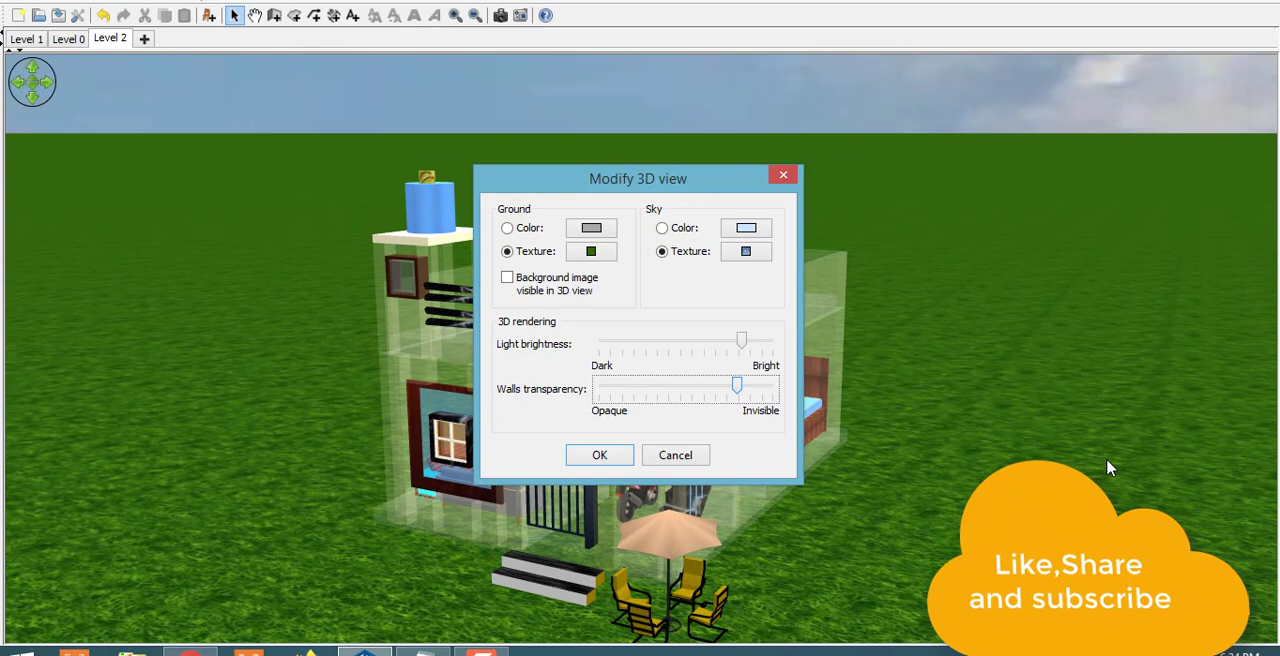 Level 1 Level 0 Level 2
Modify 3D view
Ground
Sky
Color:
Color:
Texture:
Texture:
Background image
visible in 3D view
3D rendering
Light brightness:
Dark Bright
Walls transparency:
Opaque Invisible
OK Cancel
Like,Share
and subscribe